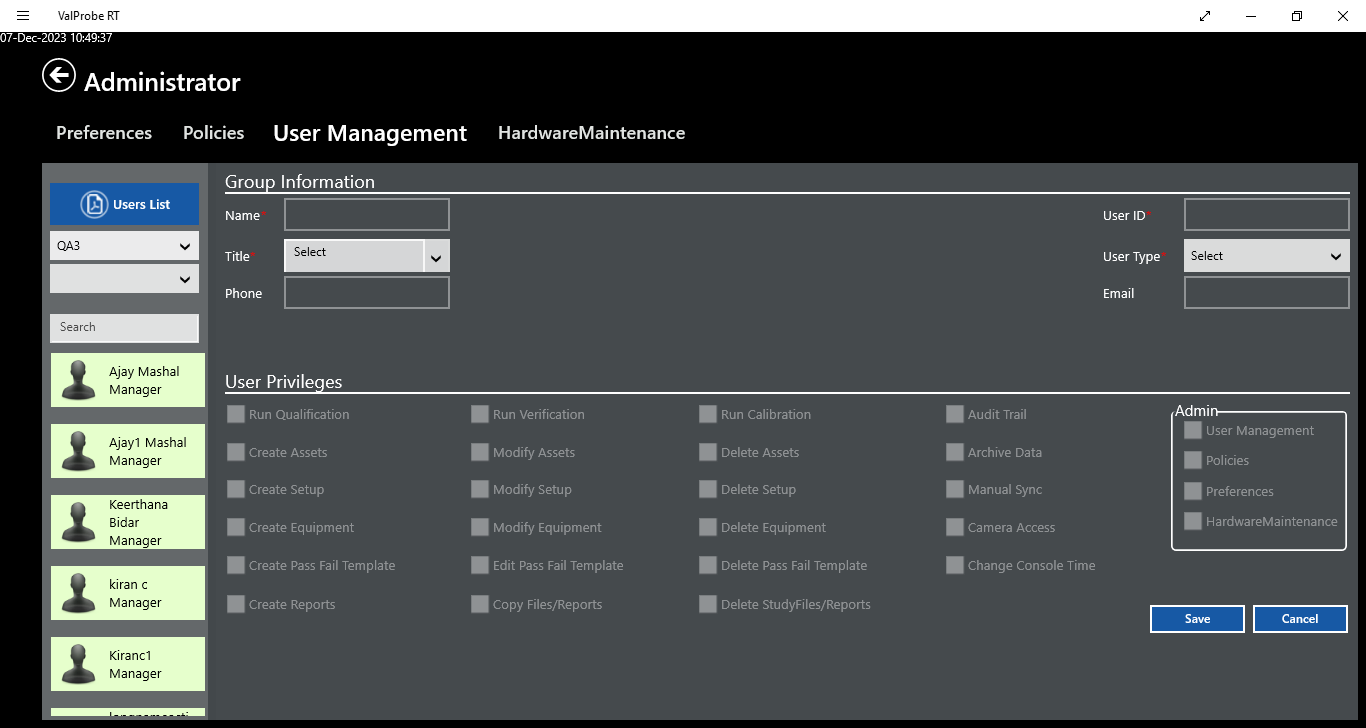 ValProbe RT
07-Dec-2023 10:49:37
Administrator
Preferences Policies User Management HardwareMaintenance
Users List
QA3
Search
Ajay Mashal
Manager
Ajay1 Mashal
Manager
Keerthana
Bidar
Manager
kiran c
Manager
Kiranc1
Manager
Group Information
Name* User ID*
Title* Select User Type* Select
Phone Email
User Privileges
Run Qualification Run Verification Run Calibration Audit Trail
Create Assets Modify Assets Delete Assets Archive Data
Create Setup Modify Setup Delete Setup Manual Sync
Create Equipment Modify Equipment Delete Equipment Camera Access
Create Pass Fail Template Edit Pass Fail Template Delete Pass Fail Template Change Console Time
Create Reports Copy Files/Reports Delete StudyFiles/Reports
Admin
User Management
Policies
Preferences
HardwareMaintenance
Save Cancel